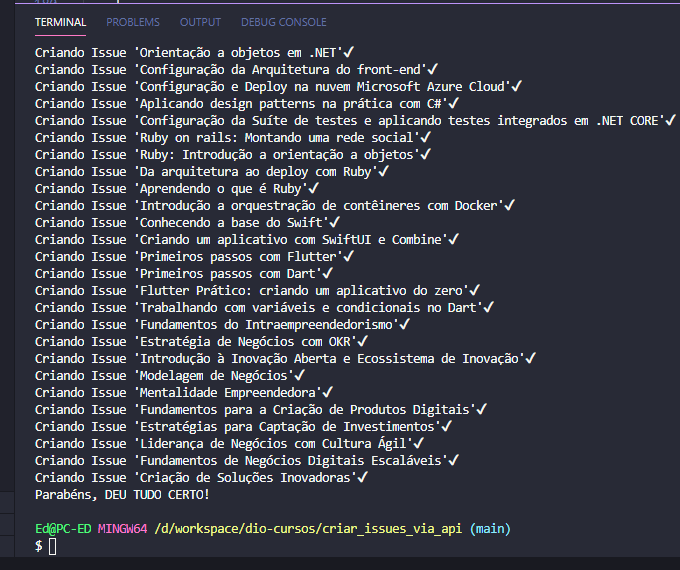 TERMINAL PROBLEMS OUTPUT DEBUG CONSOLE
Criando Issue 'Orientação a objetos em .NET'✔
Criando Issue 'Configuração da Arquitetura do front-end'✔
Criando Issue 'Configuração e Deploy na nuvem Microsoft Azure Cloud'✔
Criando Issue 'Aplicando design patterns na prática com C#'✔
Criando Issue 'Configuração da Suíte de testes e aplicando testes integrados em .NET CORE'✔
Criando Issue 'Ruby on rails: Montando uma rede social'✔
Criando Issue 'Ruby: Introdução a orientação a objetos'✔
Criando Issue 'Da arquitetura ao deploy com Ruby'✔
Criando Issue 'Aprendendo o que é Ruby'✔
Criando Issue 'Introdução a orquestração de contêineres com Docker'✔
Criando Issue 'Conhecendo a base do Swift'✔
Criando Issue 'Criando um aplicativo com SwiftUI e Combine'✔
Criando Issue 'Primeiros passos com Flutter'✔
Criando Issue 'Primeiros passos com Dart'✔
Criando Issue 'Flutter Prático: criando um aplicativo do zero'✔
Criando Issue 'Trabalhando com variáveis e condicionais no Dart'✔
Criando Issue 'Fundamentos do Intraempreendedorismo'✔
Criando Issue 'Estratégia de Negócios com OKR'✔
Criando Issue 'Introdução à Inovação Aberta e Ecossistema de Inovação'✔
Criando Issue 'Modelagem de Negócios'✔
Criando Issue 'Mentalidade Empreendedora'✔
Criando Issue 'Fundamentos para a Criação de Produtos Digitais'✔
Criando Issue 'Estratégias para Captação de Investimentos'✔
Criando Issue 'Liderança de Negócios com Cultura Ágil'✔
Criando Issue 'Fundamentos de Negócios Digitais Escaláveis'✔
Criando Issue 'Criação de Soluções Inovadoras'✔
Parabéns, DEU TUDO CERTO!
Ed@PC-ED MINGW64 /d/workspace/dio-cursos/criar_issues_via_api (main)
$